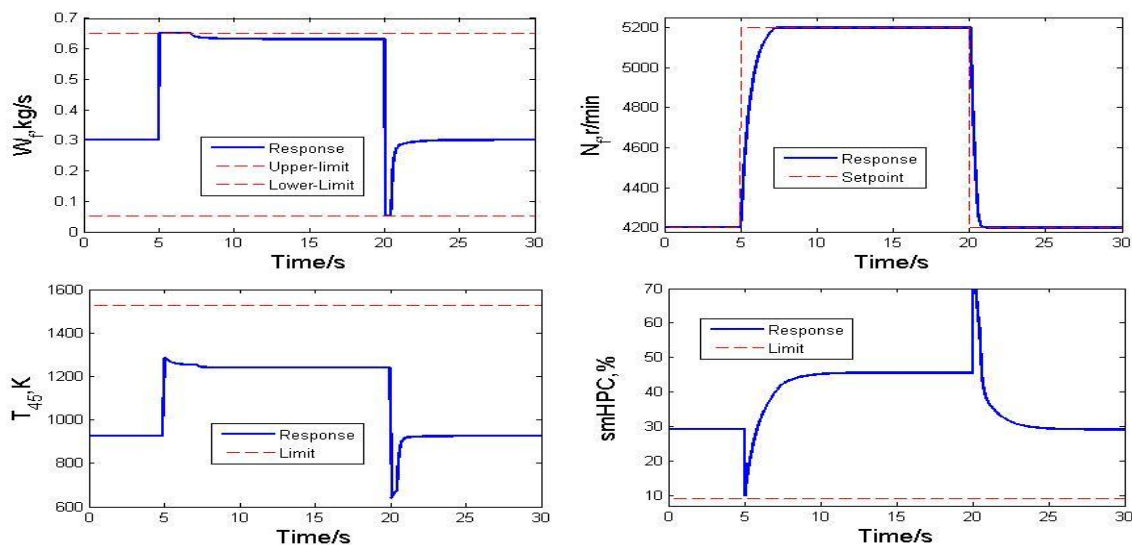 0.7
0.6
0.5
0.4
0.3
0.2
0.1
0
W_f,kg/s
Response
Upper-limit
Lower-Limit
0 5 10 15 20 25 30
Time/s
5200
5000
4800
4600
4400
4200
N_f,r/min
Response
Setpoint
0 5 10 15 20 25 30
Time/s
1600
1400
1200
1000
800
600
T_45,K
Response
Limit
0 5 10 15 20 25 30
Time/s
70
60
50
40
30
20
10
smHPC,%
Response
Limit
0 5 10 15 20 25 30
Time/s